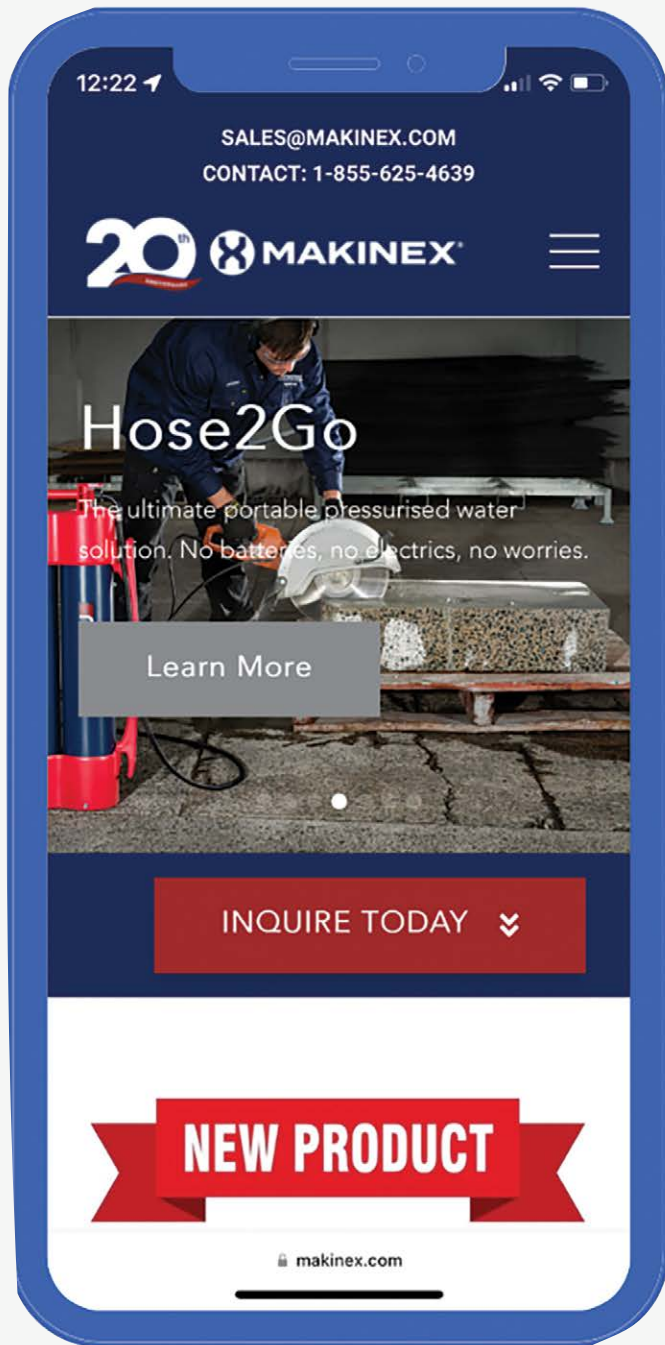 12:22
SALES@MAKINEX.COM
CONTACT: 1-855-625-4639
20th MAKINEX®
ANNIVERSARY
Hose2Go
The ultimate portable pressurised water
solution. No batteries, no electrics, no worries.
Learn More
INQUIRE TODAY
NEW PRODUCT
makinex.com